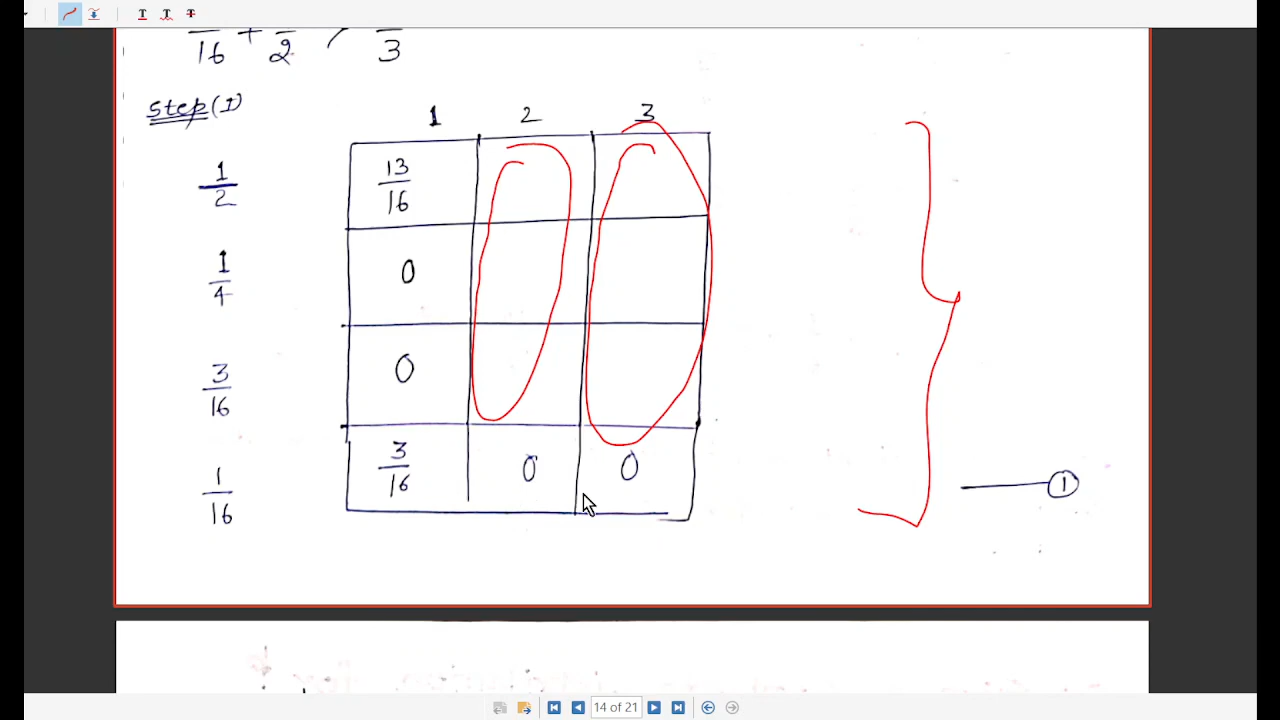 16 + 2 3
step(I)
1 2 3
1/2 13/16
1/4 0
3/16 0
1/16 3/16 0 0
1
14 of 21